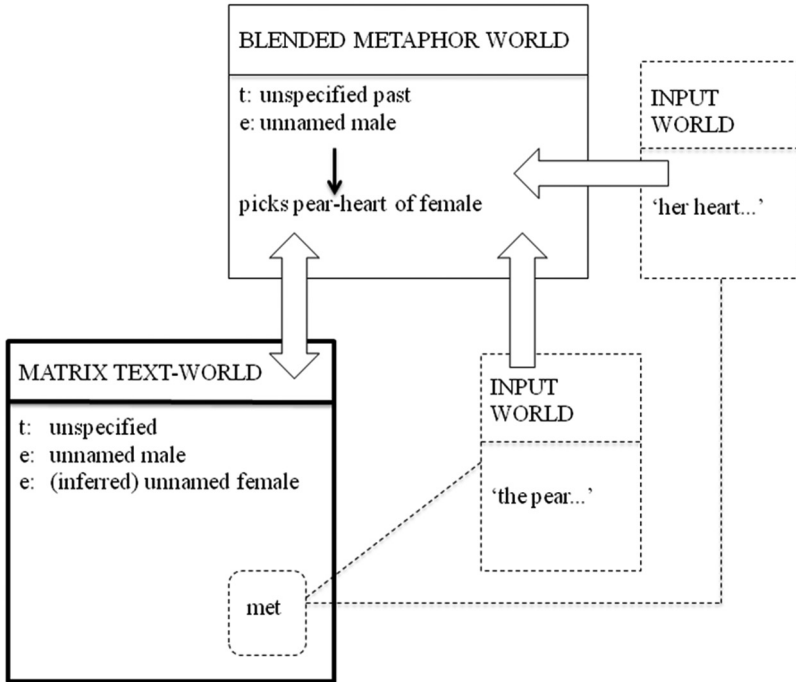 BLENDED METAPHOR WORLD
t: unspecified past
e: unnamed male
picks pear-heart of female
INPUT
WORLD
‘her heart...’
MATRIX TEXT-WORLD
t: unspecified
e: unnamed male
e: (inferred) unnamed female
met
INPUT
WORLD
‘the pear...’